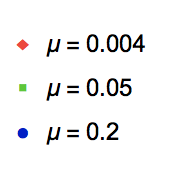 μ = 0.004
μ = 0.05
μ = 0.2